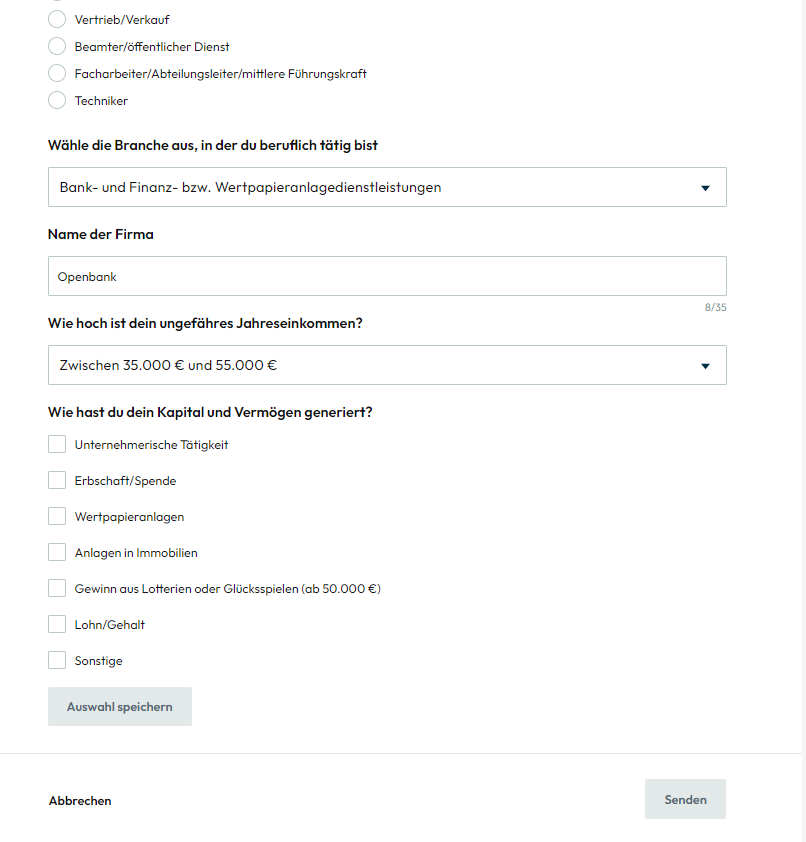 Vertrieb/Verkauf
Beamter/öffentlicher Dienst
Facharbeiter/Abteilungsleiter/mittlere Führungskraft
Techniker
Wähle die Branche aus, in der du beruflich tätig bist
Bank- und Finanz- bzw. Wertpapieranlagedienstleistungen
Name der Firma
Openbank
8/35
Wie hoch ist dein ungefähres Jahreseinkommen?
Zwischen 35.000 € und 55.000 €
Wie hast du dein Kapital und Vermögen generiert?
Unternehmerische Tätigkeit
Erbschaft/Spende
Wertpapieranlagen
Anlagen in Immobilien
Gewinn aus Lotterien oder Glücksspielen (ab 50.000 €)
Lohn/Gehalt
Sonstige
Auswahl speichern
Abbrechen
Senden